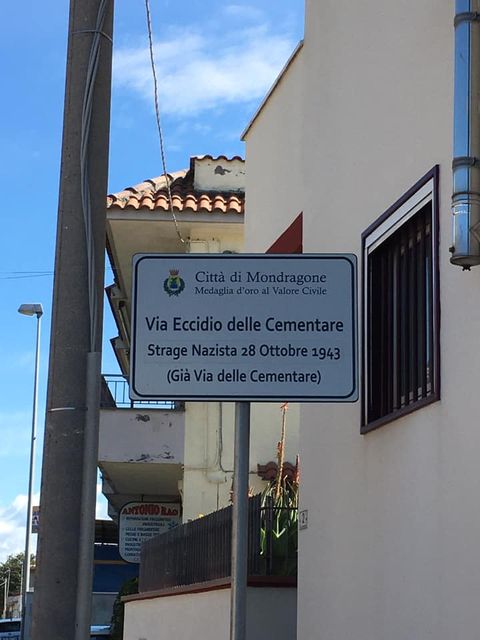 Città di Mondragone
Medaglia d'oro al Valore Civile
Via Eccidio delle Cementare
Strage Nazista 28 Ottobre 1943
(Già Via delle Cementare)
ANTONIO RAO